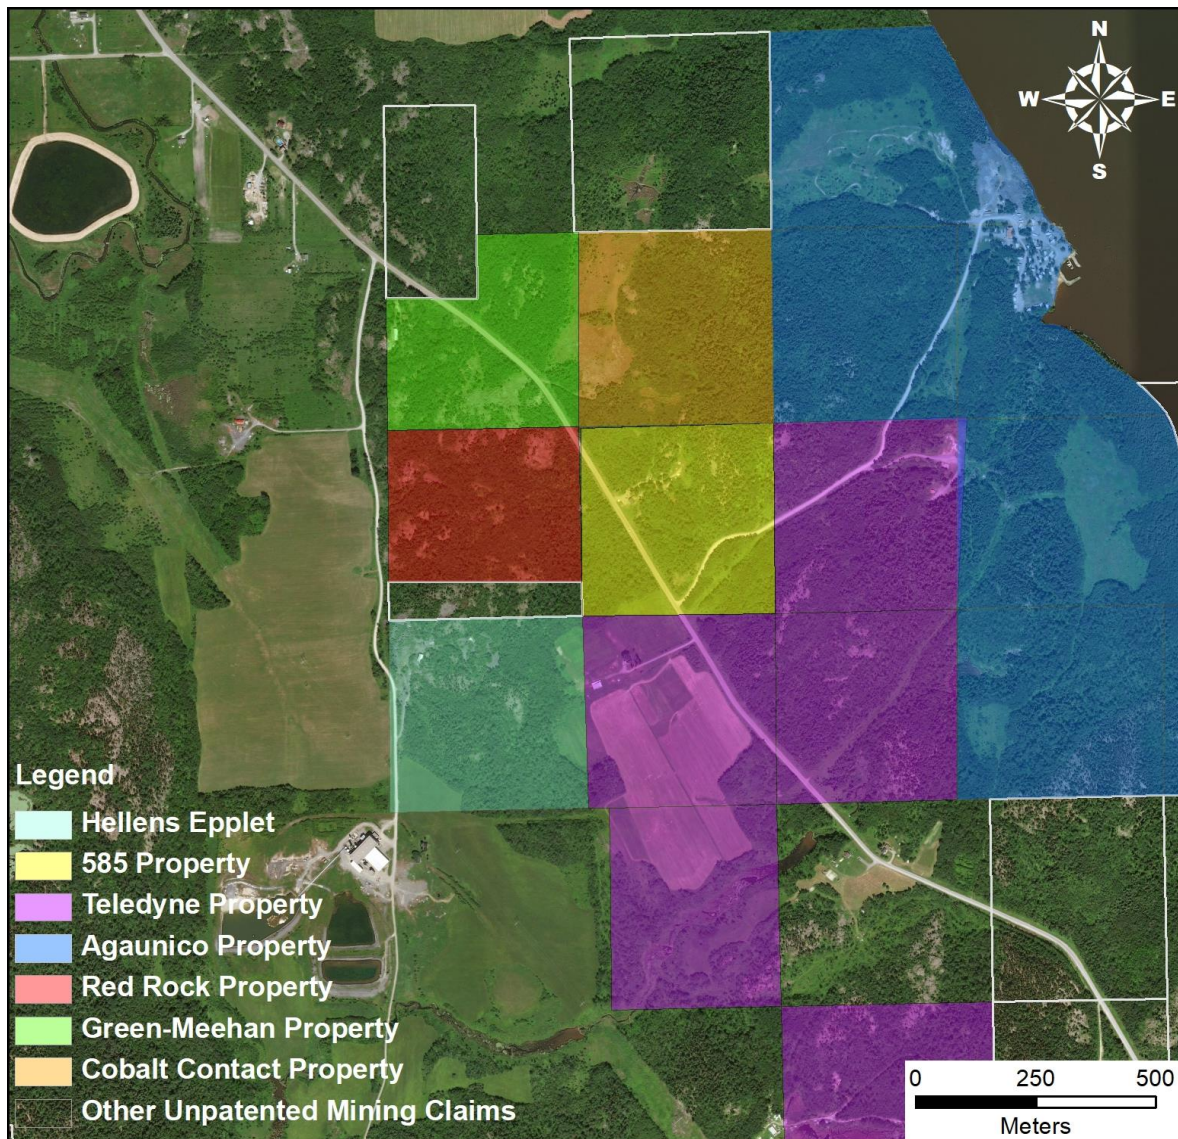 N
W E
S
Legend
Hellens Epplet
585 Property
Teledyne Property
Agaunico Property
Red Rock Property
Green-Meehan Property
Cobalt Contact Property
Other Unpatented Mining Claims
0 250 500
Meters